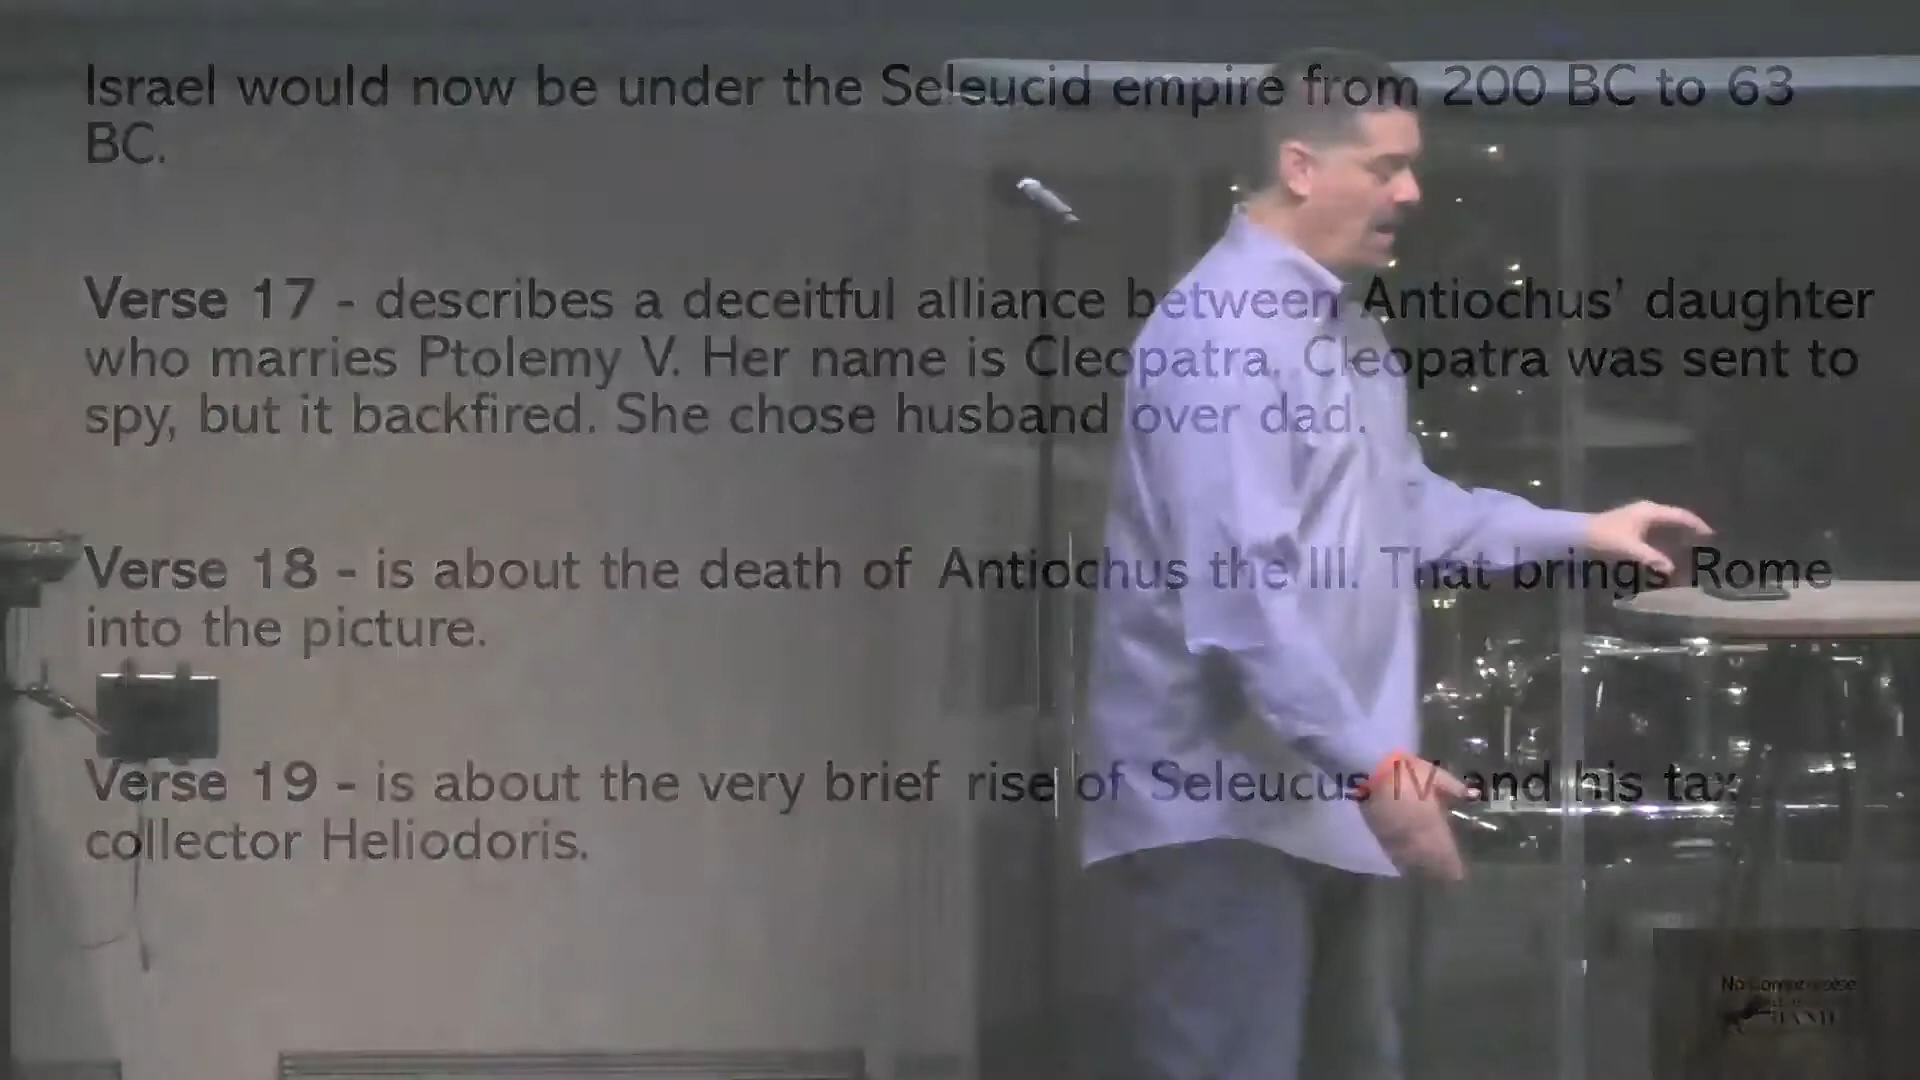 Israel would now be under the Seleucid empire from 200 BC to 63
BC.
Verse 17 - describes a deceitful alliance between Antiochus' daughter
who marries Ptolemy V. Her name is Cleopatra. Cleopatra was sent to
spy, but it backfired. She chose husband over dad.
Verse 18 - is about the death of Antiochus the III. That brings Rome
into the picture.
Verse 19 - is about the very brief rise of Seleucus IV and his tax
collector Heliodoris.
No Compromise